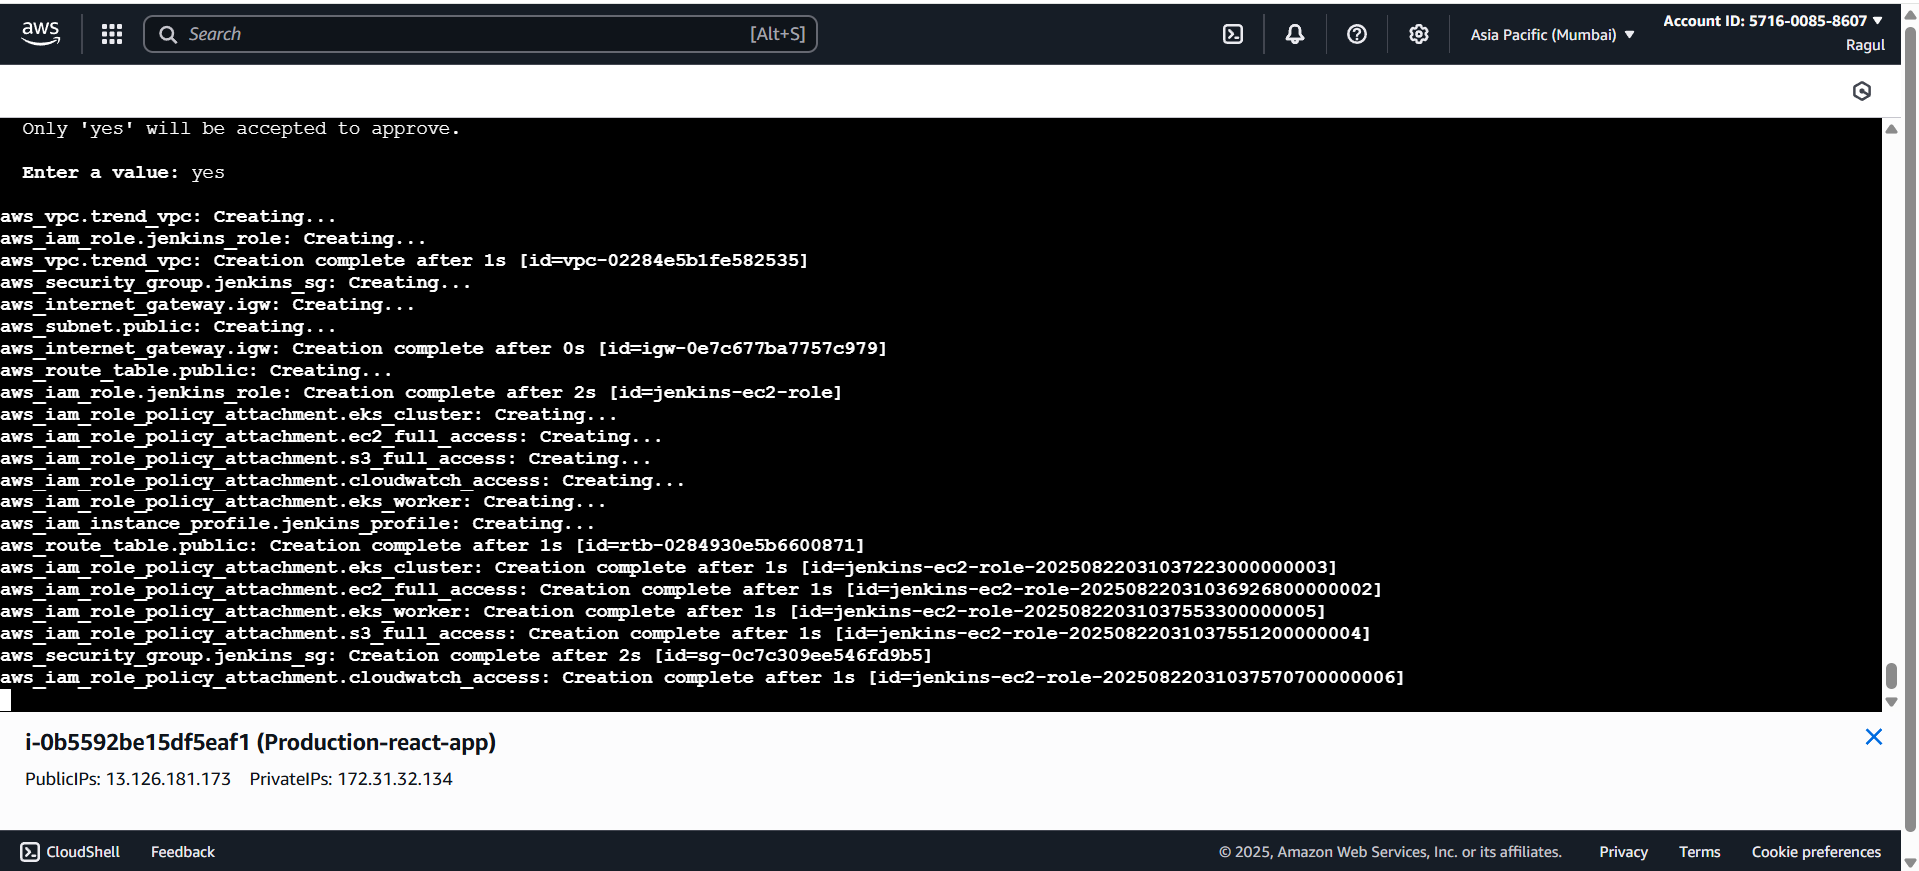 aws
Search [Alt+S]
Asia Pacific (Mumbai)
Account ID: 5716-0085-8607
Ragul
Only 'yes' will be accepted to approve.
Enter a value: yes
aws_vpc.trend_vpc: Creating...
aws_iam_role.jenkins_role: Creating...
aws_vpc.trend_vpc: Creation complete after 1s [id=vpc-02284e5b1fe582535]
aws_security_group.jenkins_sg: Creating...
aws_internet_gateway.igw: Creating...
aws_subnet.public: Creating...
aws_internet_gateway.igw: Creation complete after 0s [id=igw-0e7c677ba7757c979]
aws_route_table.public: Creating...
aws_iam_role.jenkins_role: Creation complete after 2s [id=jenkins-ec2-role]
aws_iam_role_policy_attachment.eks_cluster: Creating...
aws_iam_role_policy_attachment.ec2_full_access: Creating...
aws_iam_role_policy_attachment.s3_full_access: Creating...
aws_iam_role_policy_attachment.cloudwatch_access: Creating...
aws_iam_role_policy_attachment.eks_worker: Creating...
aws_iam_instance_profile.jenkins_profile: Creating...
aws_route_table.public: Creation complete after 1s [id=rtb-0284930e5b6600871]
aws_iam_role_policy_attachment.eks_cluster: Creation complete after 1s [id=jenkins-ec2-role-20250822031037223000000003]
aws_iam_role_policy_attachment.ec2_full_access: Creation complete after 1s [id=jenkins-ec2-role-20250822031036926800000002]
aws_iam_role_policy_attachment.eks_worker: Creation complete after 1s [id=jenkins-ec2-role-20250822031037553300000005]
aws_iam_role_policy_attachment.s3_full_access: Creation complete after 1s [id=jenkins-ec2-role-20250822031037551200000004]
aws_security_group.jenkins_sg: Creation complete after 2s [id=sg-0c7c309ee546fd9b5]
aws_iam_role_policy_attachment.cloudwatch_access: Creation complete after 1s [id=jenkins-ec2-role-20250822031037570700000006]
i-0b5592be15df5eaf1 (Production-react-app)
PublicIPs: 13.126.181.173 PrivateIPs: 172.31.32.134
CloudShell Feedback © 2025, Amazon Web Services, Inc. or its affiliates. Privacy Terms Cookie preferences